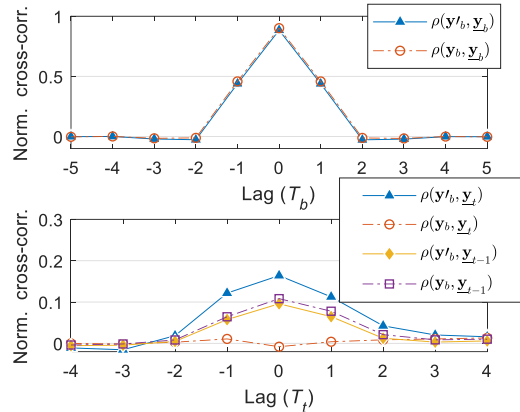 Norm. cross-corr.
1
0.5
0
-5 -4 -3 -2 -1 0 1 2 3 4 5
Lag (T_b)
ρ(y′_b, y_b)
ρ(y_b, y_b)
Norm. cross-corr.
0.3
0.2
0.1
0
-4 -3 -2 -1 0 1 2 3 4
Lag (T_t)
ρ(y′_b, y_t)
ρ(y_b, y_t)
ρ(y′_b, y_{t−1})
ρ(y_b, y_{t−1})